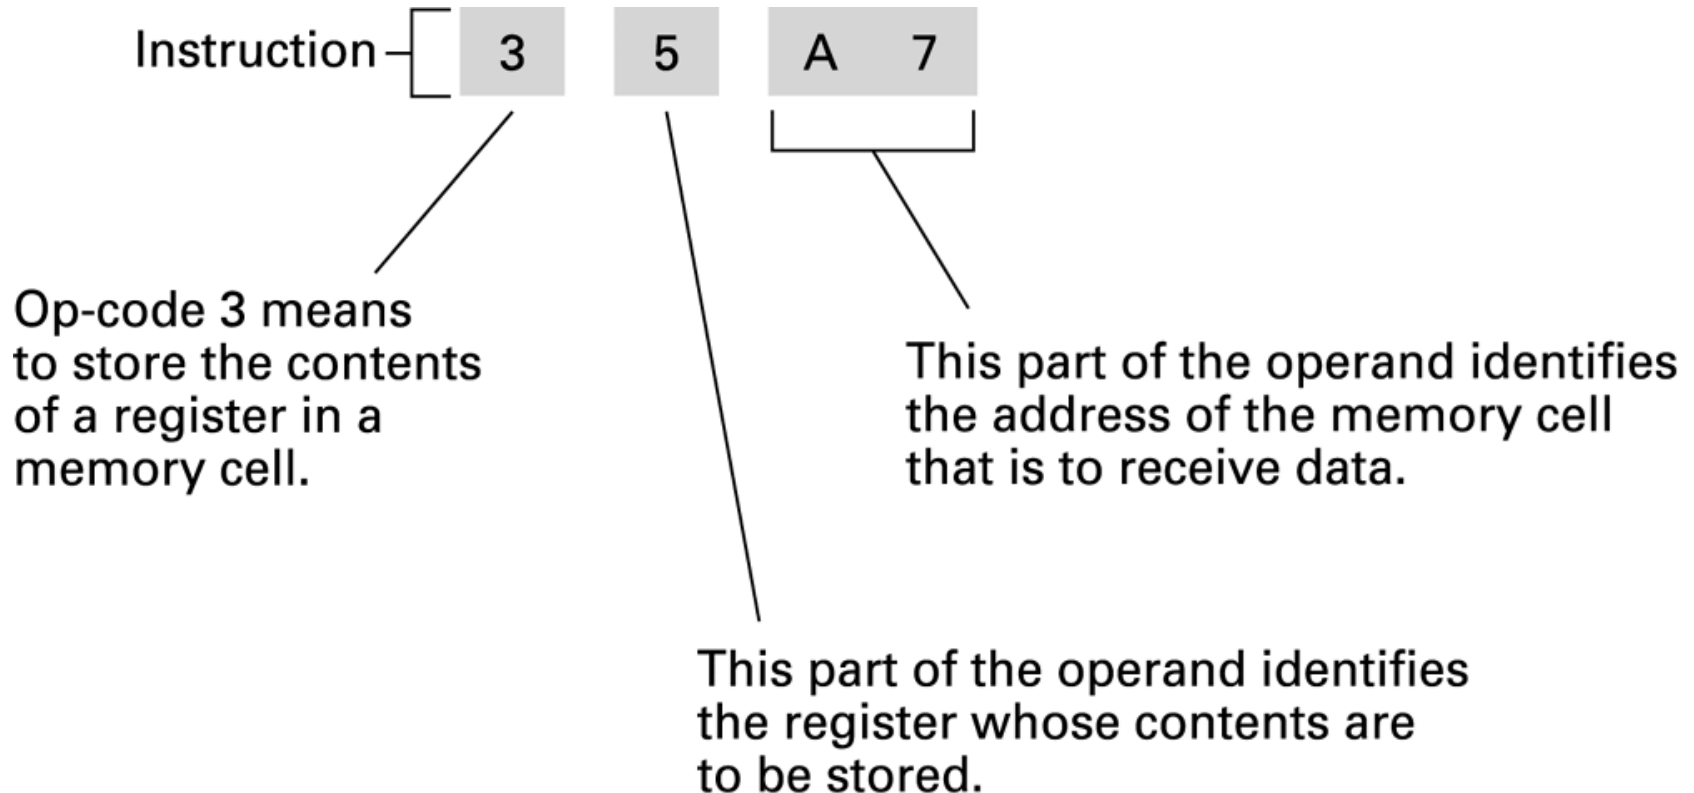 Instruction 3 5 A 7
Op-code 3 means
to store the contents
of a register in a
memory cell.
This part of the operand identifies
the address of the memory cell
that is to receive data.
This part of the operand identifies
the register whose contents are
to be stored.